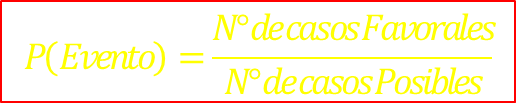 P(Evento) = N° de casos Favorales / N° de casos Posibles